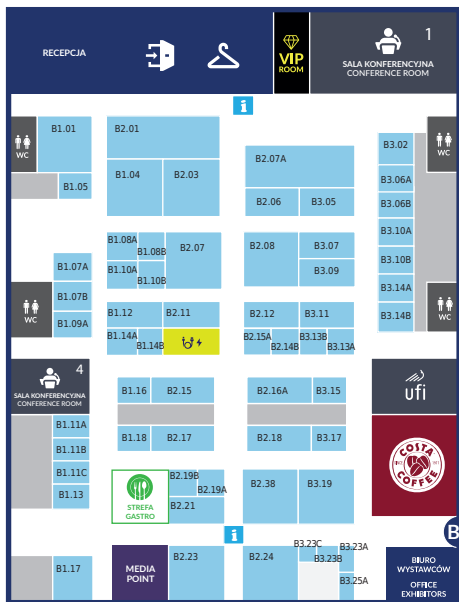 RECEPCJA
VIP
ROOM
1
SALA KONFERENCYJNA
CONFERENCE ROOM
i
WC
B1.01
B1.05
B2.01
B1.04
B2.03
B2.07A
B2.06
B3.05
B3.02
WC
B3.06A
B3.06B
B3.10A
B3.10B
B3.14A
B3.14B
WC
B1.08A
B1.08B
B1.10A
B1.10B
B2.07
B2.08
B3.07
B3.09
B1.07A
B1.07B
B1.09A
WC
B1.12
B2.11
B1.14A
B1.14B
B2.12
B3.11
B2.15A
B2.14B
B3.13B
B3.13A
4
SALA KONFERENCYJNA
CONFERENCE ROOM
B1.11A
B1.11B
B1.11C
B1.13
B1.16
B2.15
B1.18
B2.17
B2.16A
B3.15
B2.18
B3.17
ufi
COSTA
COFFEE
STREFA
GASTRO
B2.19B
B2.19A
B2.21
B2.38
B3.19
i
B
B1.17
MEDIA
POINT
B2.23
B2.24
B3.23C
B3.23A
B3.23B
B3.25A
BIURO
WYSTAWCÓW
OFFICE
EXHIBITORS